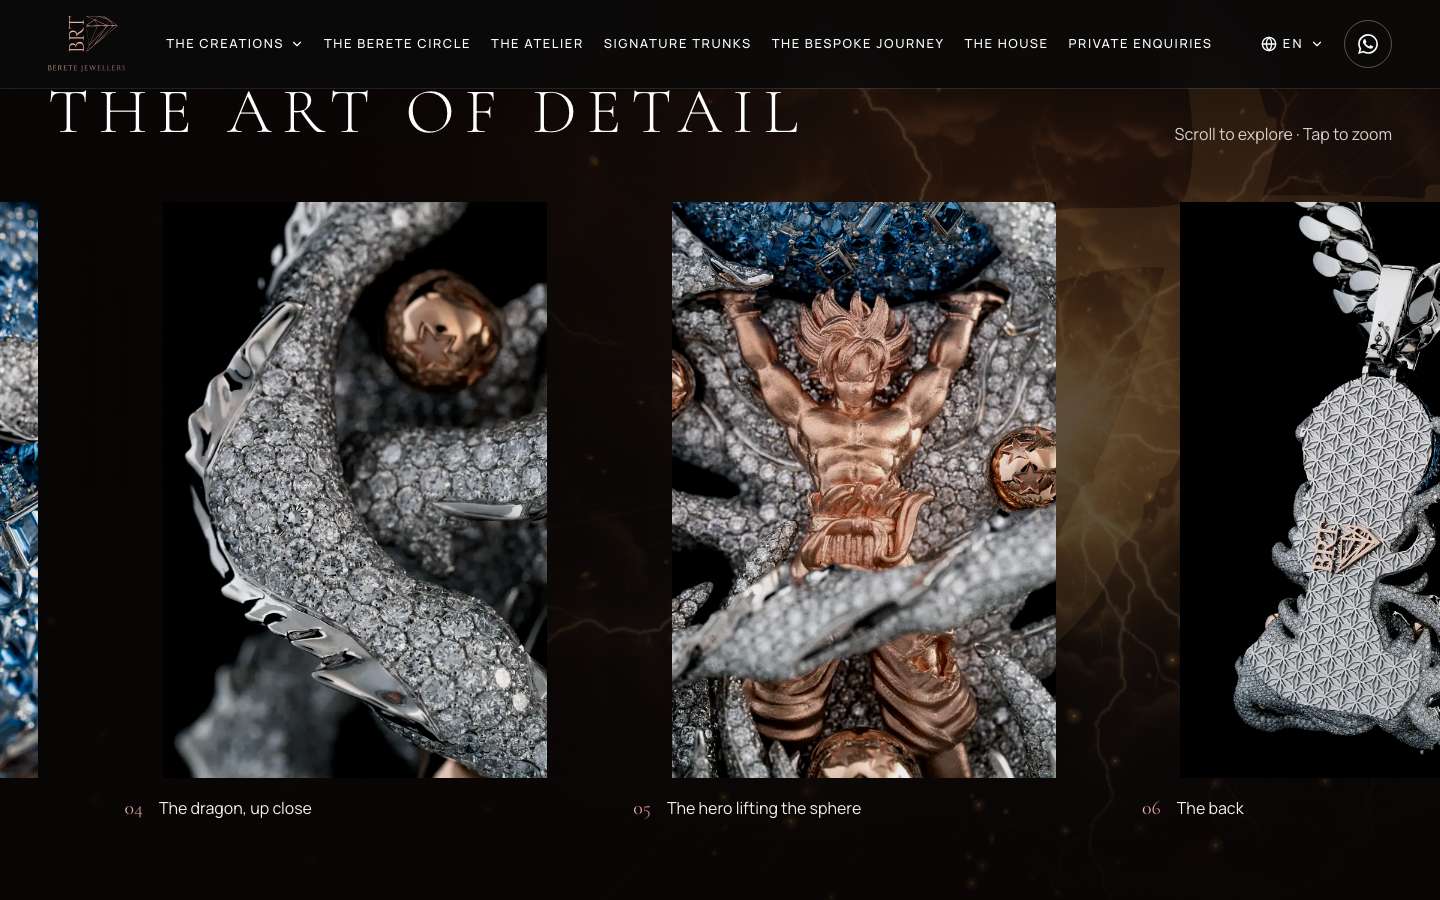 BRT
BERETE JEWELLERS
THE CREATIONS
THE BERETE CIRCLE
THE ATELIER
SIGNATURE TRUNKS
THE BESPOKE JOURNEY
THE HOUSE
PRIVATE ENQUIRIES
EN
THE ART OF DETAIL
Scroll to explore · Tap to zoom
BRT
04 The dragon, up close
05 The hero lifting the sphere
06 The back